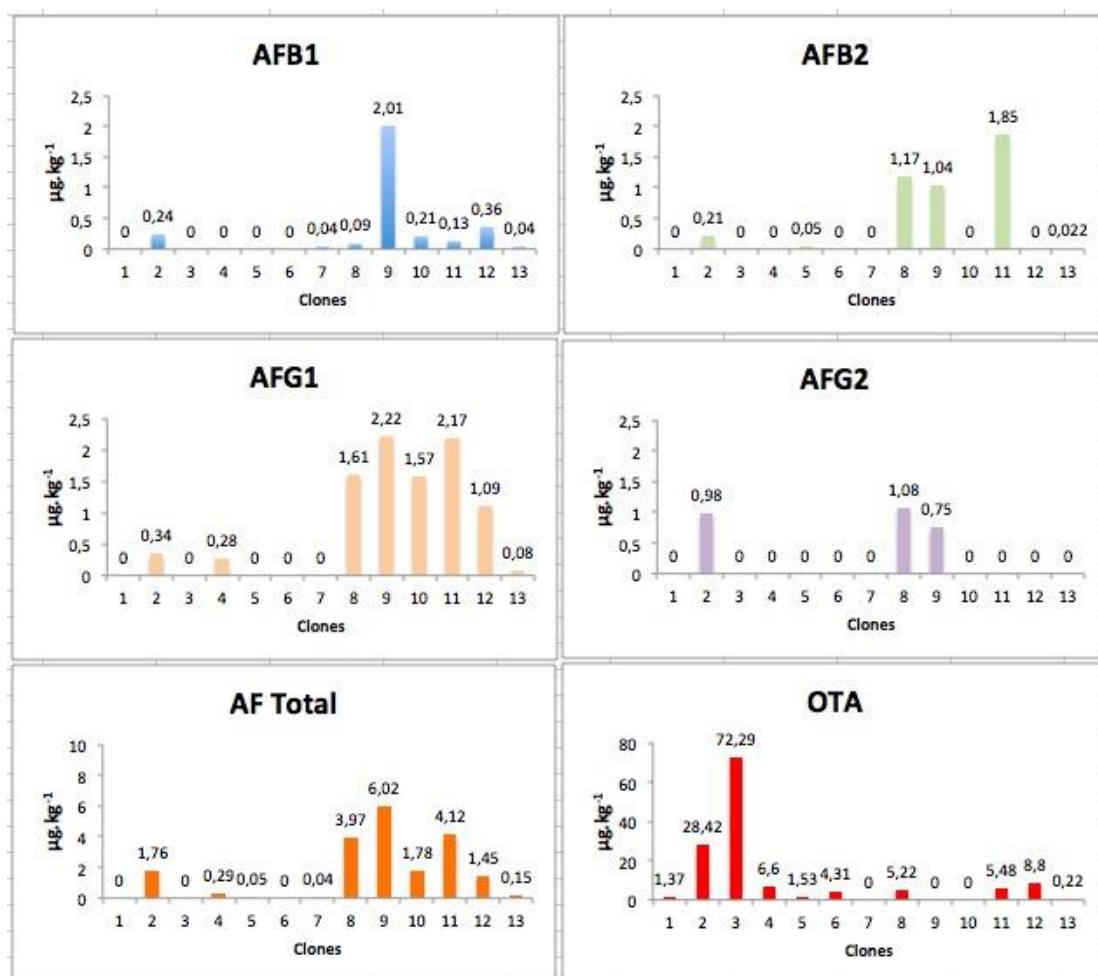 AFB1
µg.kg-1
2,5
2
1,5
1
0,5
0
0 0,24 0 0 0 0 0,04 0,09 2,01 0,21 0,13 0,36 0,04
1 2 3 4 5 6 7 8 9 10 11 12 13
Clones
AFB2
µg.kg-1
2,5
2
1,5
1
0,5
0
0 0,21 0 0 0,05 0 0 1,17 1,04 0 1,85 0 0,022
1 2 3 4 5 6 7 8 9 10 11 12 13
Clones
AFG1
µg.kg-1
2,5
2
1,5
1
0,5
0
0 0,34 0 0,28 0 0 0 1,61 2,22 1,57 2,17 1,09 0,08
1 2 3 4 5 6 7 8 9 10 11 12 13
Clones
AFG2
µg.kg-1
2,5
2
1,5
1
0,5
0
0 0,98 0 0 0 0 0 1,08 0,75 0 0 0 0
1 2 3 4 5 6 7 8 9 10 11 12 13
Clones
AF Total
µg.kg-1
10
8
6
4
2
0
0 1,76 0 0,29 0,05 0 0,04 3,97 6,02 1,78 4,12 1,45 0,15
1 2 3 4 5 6 7 8 9 10 11 12 13
Clones
OTA
µg.kg-1
80
60
40
20
0
1,37 28,42 72,29 6,6 1,53 4,31 0 5,22 0 0 5,48 8,8 0,22
1 2 3 4 5 6 7 8 9 10 11 12 13
Clones